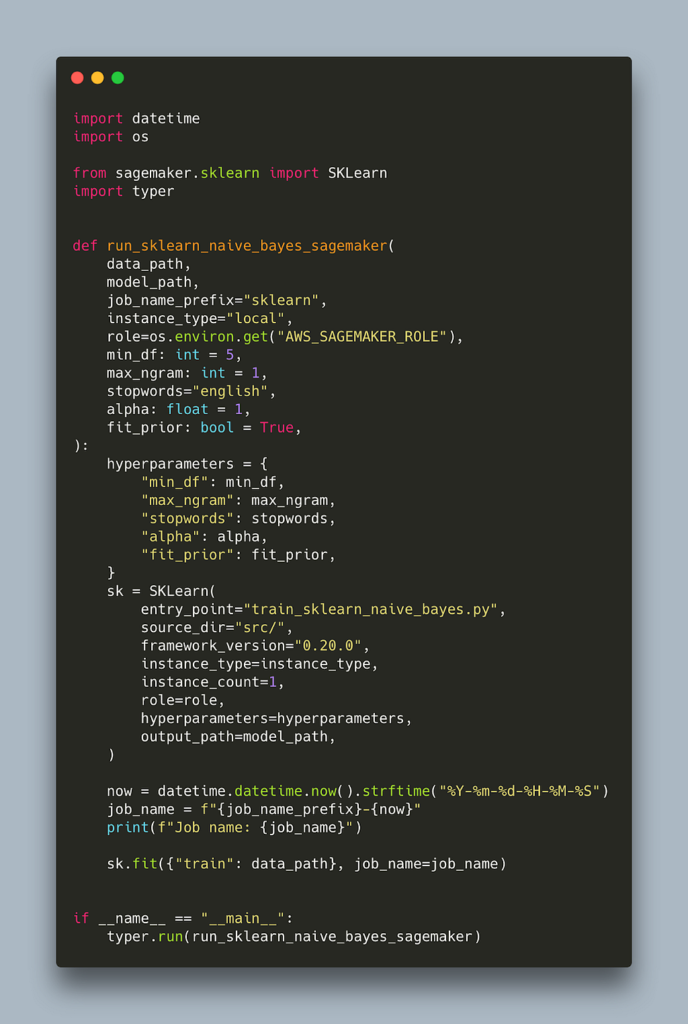 import datetime
import os

from sagemaker.sklearn import SKLearn
import typer


def run_sklearn_naive_bayes_sagemaker(
    data_path,
    model_path,
    job_name_prefix="sklearn",
    instance_type="local",
    role=os.environ.get("AWS_SAGEMAKER_ROLE"),
    min_df: int = 5,
    max_ngram: int = 1,
    stopwords="english",
    alpha: float = 1,
    fit_prior: bool = True,
):
    hyperparameters = {
        "min_df": min_df,
        "max_ngram": max_ngram,
        "stopwords": stopwords,
        "alpha": alpha,
        "fit_prior": fit_prior,
    }
    sk = SKLearn(
        entry_point="train_sklearn_naive_bayes.py",
        source_dir="src/",
        framework_version="0.20.0",
        instance_type=instance_type,
        instance_count=1,
        role=role,
        hyperparameters=hyperparameters,
        output_path=model_path,
    )

    now = datetime.datetime.now().strftime("%Y-%m-%d-%H-%M-%S")
    job_name = f"{job_name_prefix}-{now}"
    print(f"Job name: {job_name}")

    sk.fit({"train": data_path}, job_name=job_name)


if __name__ == "__main__":
    typer.run(run_sklearn_naive_bayes_sagemaker)